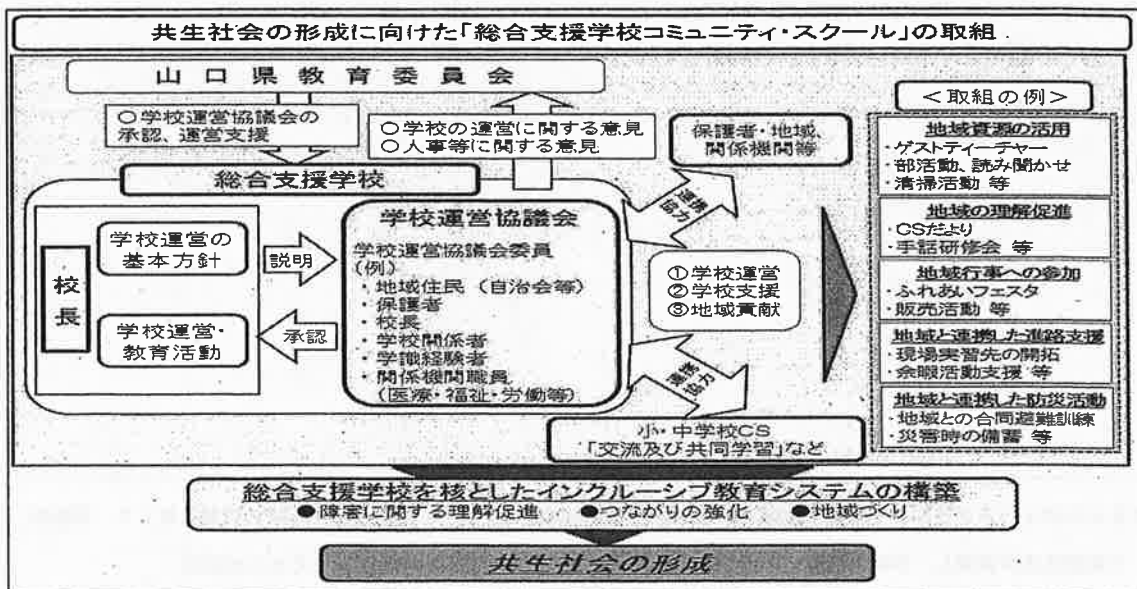 共生社会の形成に向けた「総合支援学校コミュニティ・スクール」の取組
山口県教育委員会
○学校運営協議会の
承認、運営支援
○学校の運営に関する意見
○人事等に関する意見
総合支援学校
校長
学校運営の
基本方針
説明
学校運営・
教育活動
承認
学校運営協議会
学校運営協議会委員
(例)
・地域住民(自治会等)
・保護者
・校長
・学校関係者
・学識経験者
・関係機関職員
(医療・福祉・労働等)
保護者・地域、
関係機関等
連携
協力
①学校運営
②学校支援
③地域貢献
連携
協力
小・中学校CS
「交流及び共同学習」など
<取組の例>
地域資源の活用
・ゲストティーチャー
・部活動、読み聞かせ
・清掃活動 等
地域の理解促進
・CSだより
・手話研修会 等
地域行事への参加
・ふれあいフェスタ
・販売活動 等
地域と連携した進路支援
・現場実習先の開拓
・余暇活動支援 等
地域と連携した防災活動
・地域との合同避難訓練
・災害時の備蓄 等
総合支援学校を核としたインクルーシブ教育システムの構築
●障害に関する理解促進 ●つながりの強化 ●地域づくり
共生社会の形成